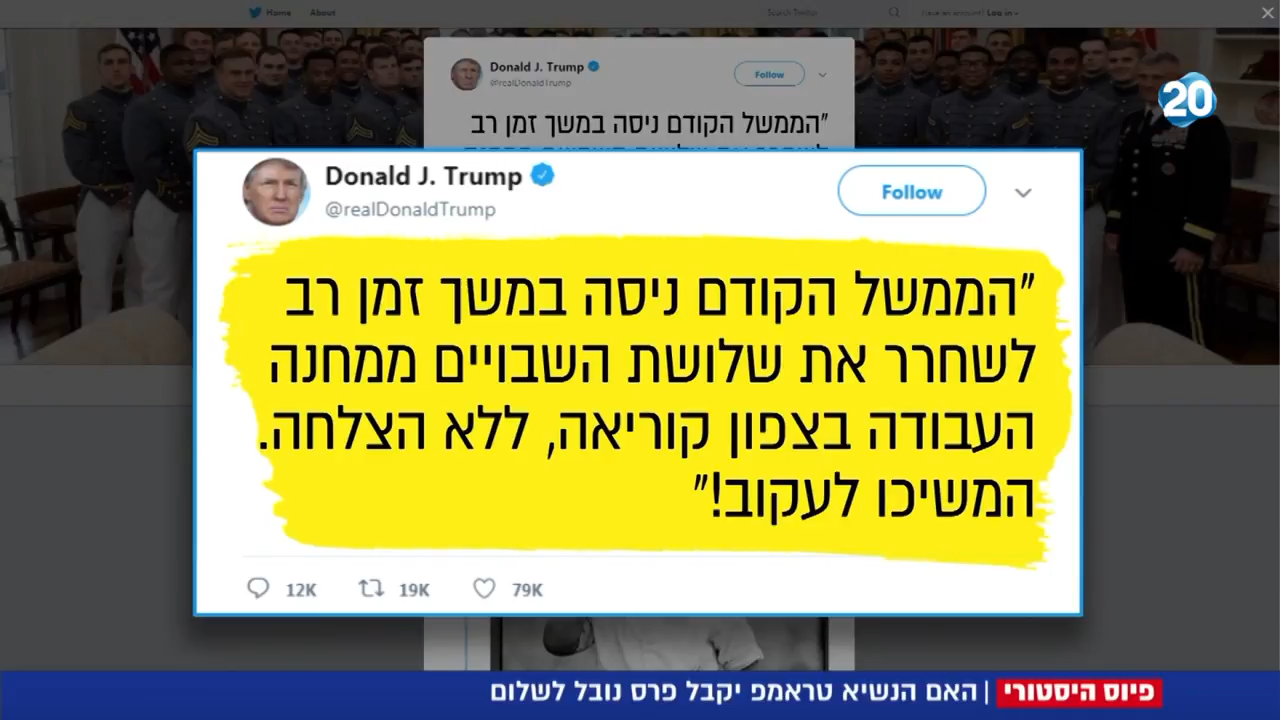 Home About Search Twitter Have an account? Log in
Donald J. Trump
@realDonaldTrump
Follow
"הממשל הקודם ניסה במשך זמן רב
20
Donald J. Trump
@realDonaldTrump
Follow
"הממשל הקודם ניסה במשך זמן רב
לשחרר את שלושת השבויים ממחנה
העבודה בצפון קוריאה, ללא הצלחה.
המשיכו לעקוב!"
12K 19K 79K
פיוס היסטורי | האם הנשיא טראמפ יקבל פרס נובל לשלום